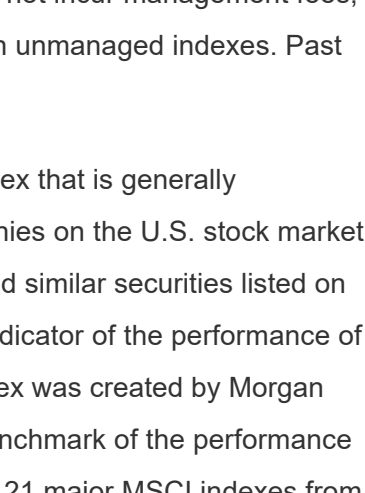 not incur management fees,
n unmanaged indexes. Past
ex that is generally
nies on the U.S. stock market
d similar securities listed on
dicator of the performance of
ex was created by Morgan
nchmark of the performance
21 major MSCI indexes from